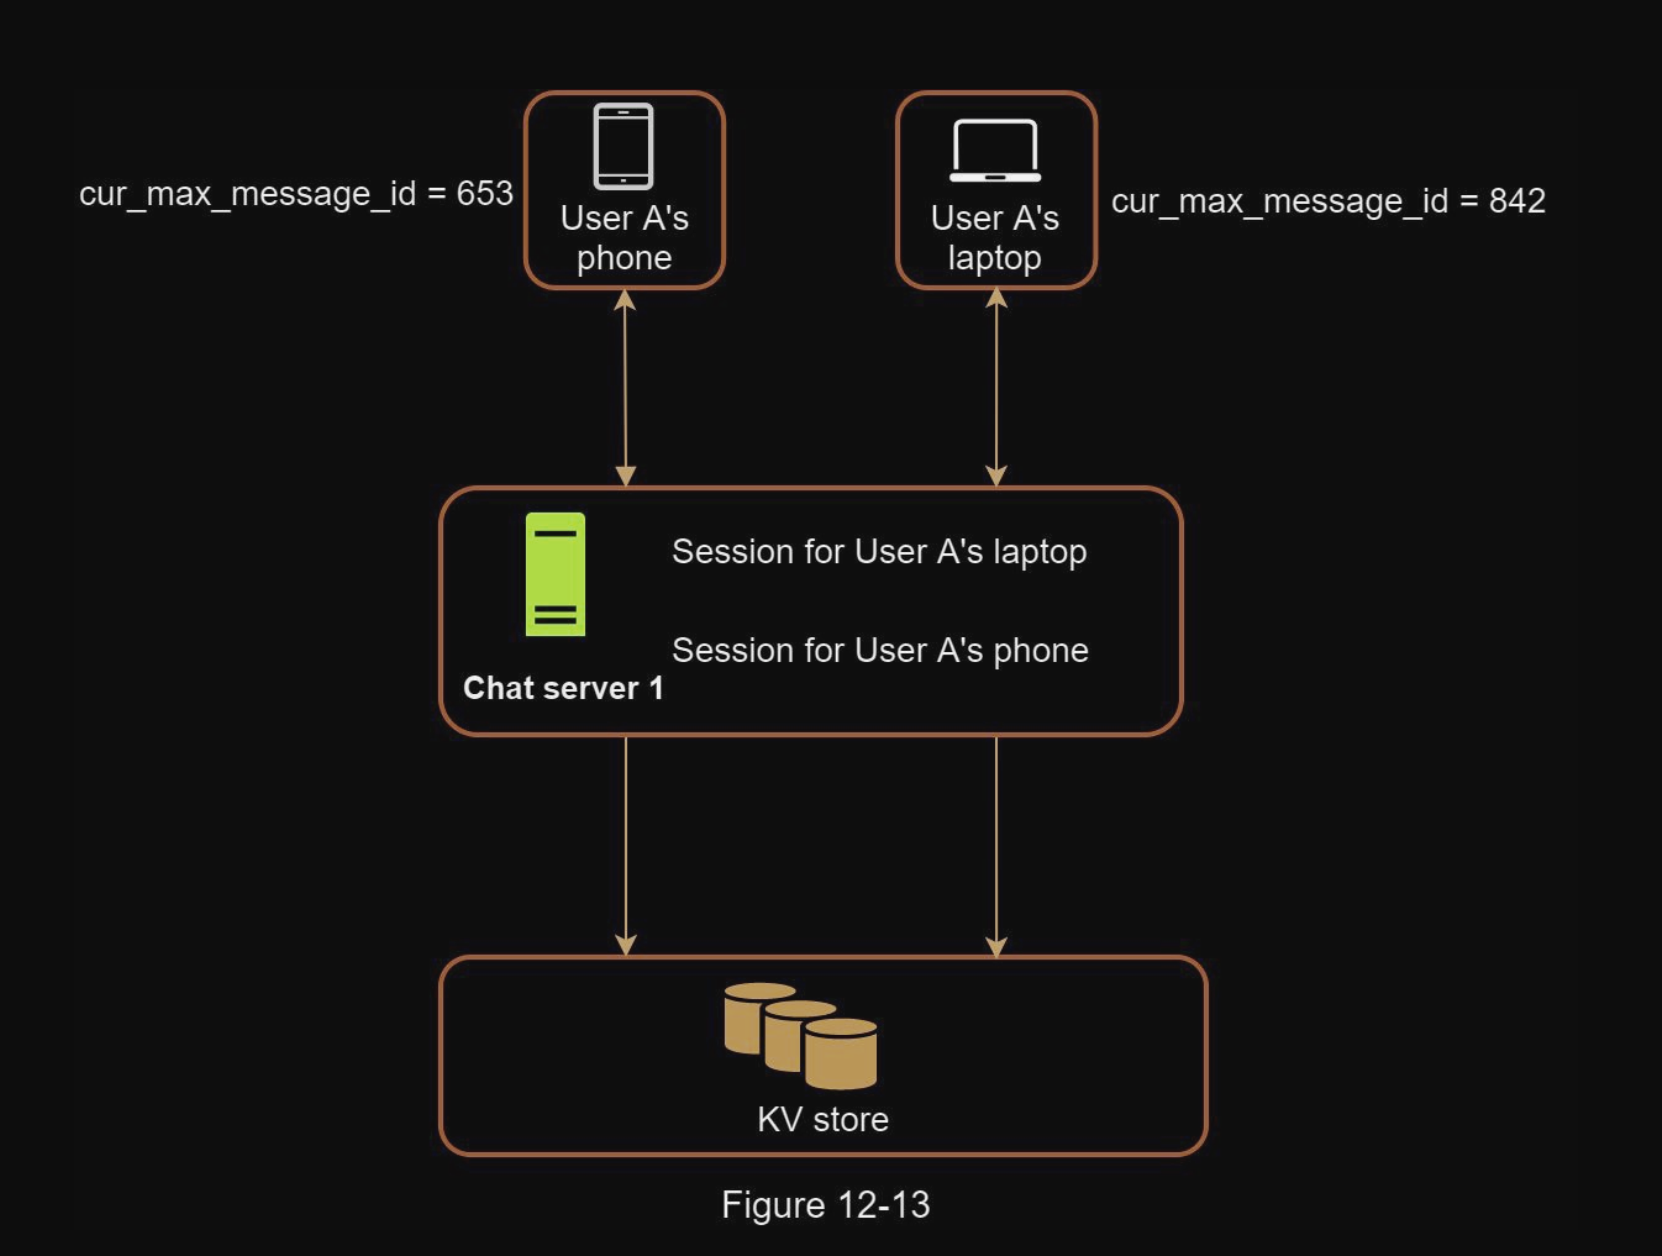 cur_max_message_id = 653
User A's
phone
User A's
laptop
cur_max_message_id = 842
Session for User A's laptop
Session for User A's phone
Chat server 1
KV store
Figure 12-13